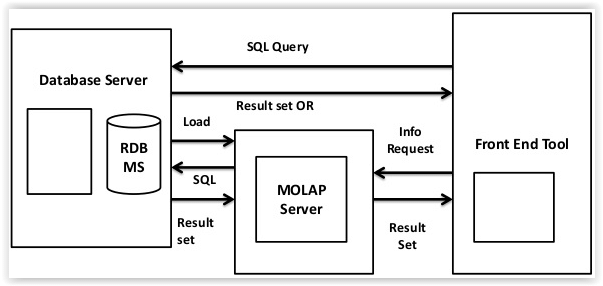 SQL Query
Database Server
Result set OR
Load
RDB
MS
SQL
Result
set
MOLAP
Server
Info
Request
Result
Set
Front End Tool